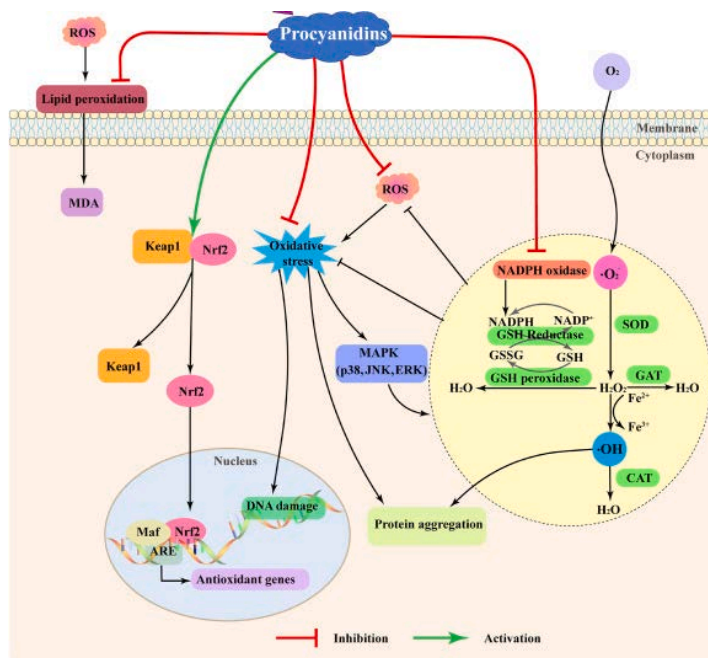 Procyanidins
ROS
O₂
Lipid peroxidation
Membrane
Cytoplasm
MDA
ROS
Keap1
Nrf2
Oxidative
stress
NADPH oxidase
·O₂⁻
NADPH
NADP⁺
GSH Reductase
SOD
GSSG
GSH
GSH peroxidase
GAT
H₂O
H₂O₂
H₂O
Fe²⁺
Fe³⁺
MAPK
(p38,JNK,ERK)
Keap1
Nrf2
·OH
CAT
H₂O
Nucleus
DNA damage
Maf
Nrf2
ARE
Protein aggregation
Antioxidant genes
Inhibition
Activation